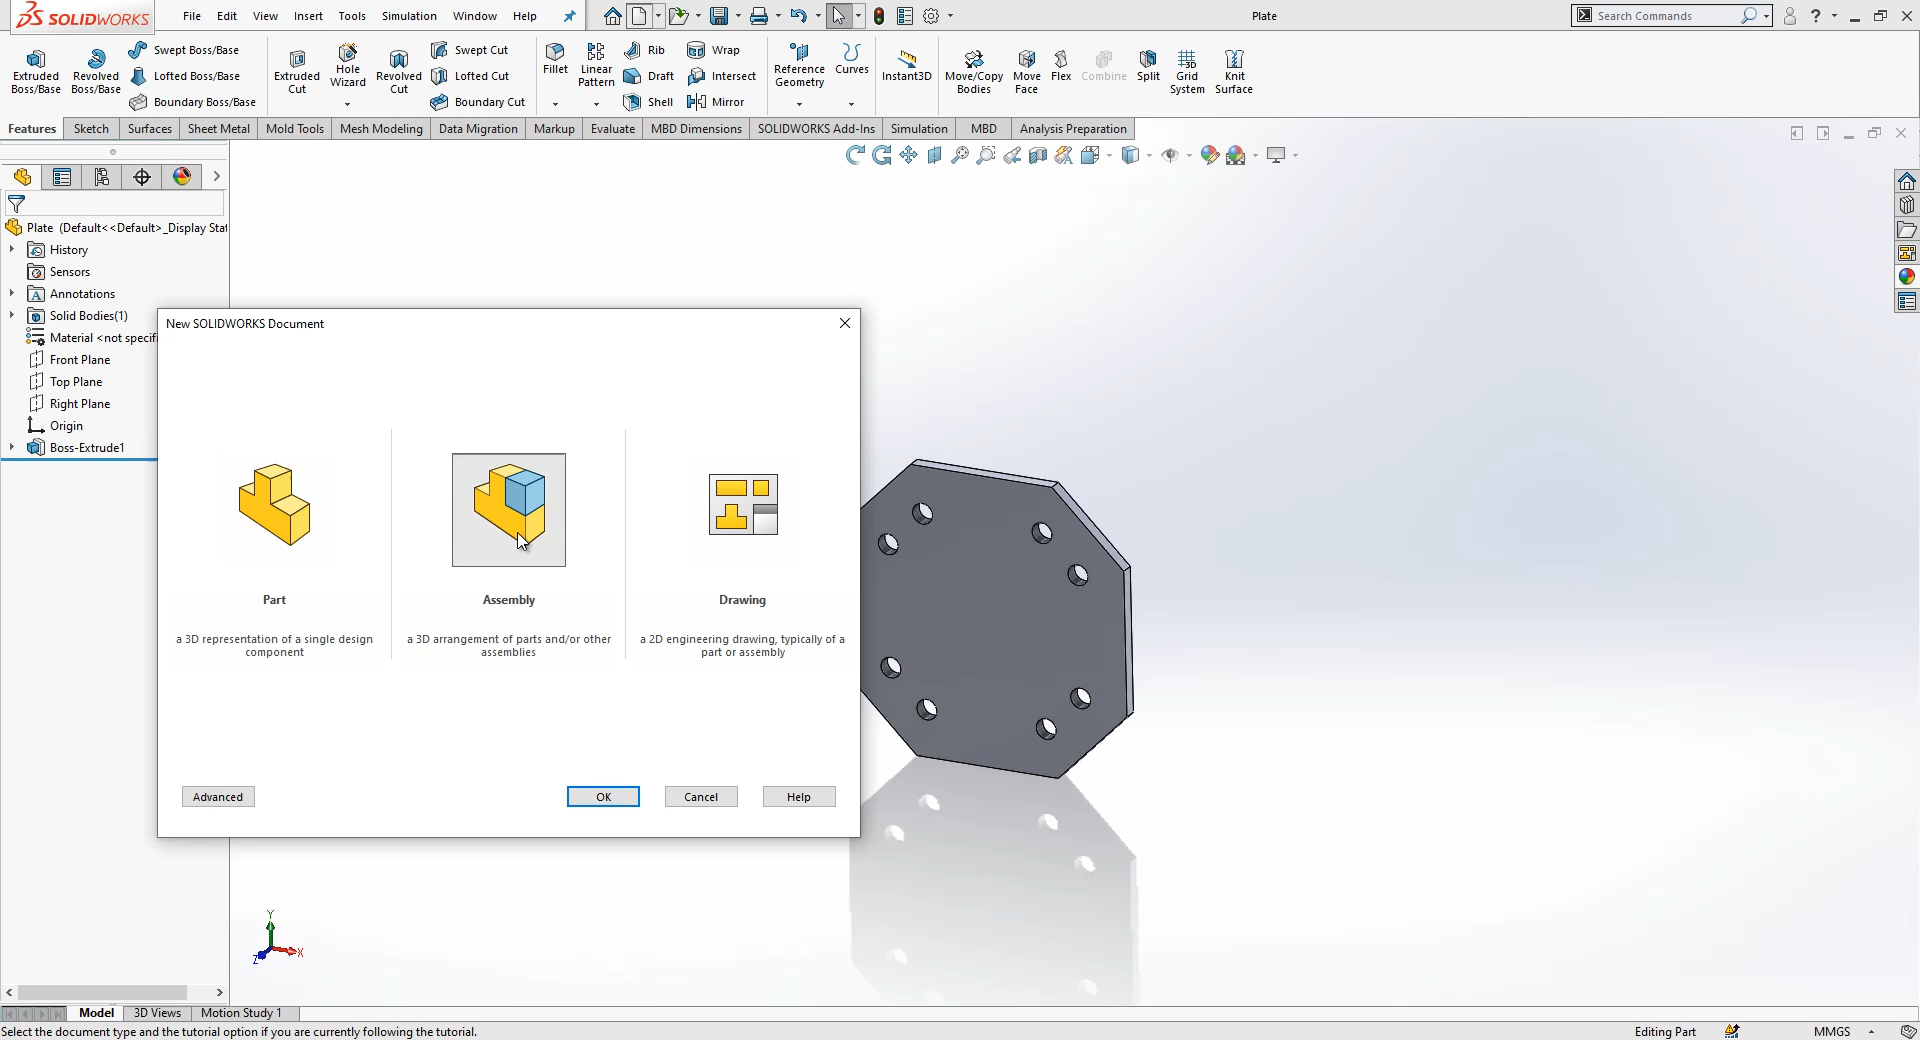 SOLIDWORKS
File Edit View Insert Tools Simulation Window Help
Plate
Search Commands
Extruded Boss/Base
Revolved Boss/Base
Swept Boss/Base
Lofted Boss/Base
Boundary Boss/Base
Extruded Cut
Hole Wizard
Revolved Cut
Swept Cut
Lofted Cut
Boundary Cut
Fillet
Linear Pattern
Rib
Draft
Shell
Wrap
Intersect
Mirror
Reference Geometry
Curves
Instant3D
Move/Copy Bodies
Move Face
Flex
Combine
Split
Grid System
Knit Surface
Features Sketch Surfaces Sheet Metal Mold Tools Mesh Modeling Data Migration Markup Evaluate MBD Dimensions SOLIDWORKS Add-Ins Simulation MBD Analysis Preparation
Plate (Default<<Default>_Display Stat
History
Sensors
Annotations
Solid Bodies(1)
Material <not specifi
Front Plane
Top Plane
Right Plane
Origin
Boss-Extrude1
New SOLIDWORKS Document
Part
a 3D representation of a single design
component
Assembly
a 3D arrangement of parts and/or other
assemblies
Drawing
a 2D engineering drawing, typically of a
part or assembly
Advanced OK Cancel Help
Y
X
Z
Model 3D Views Motion Study 1
Select the document type and the tutorial option if you are currently following the tutorial.
Editing Part
MMGS